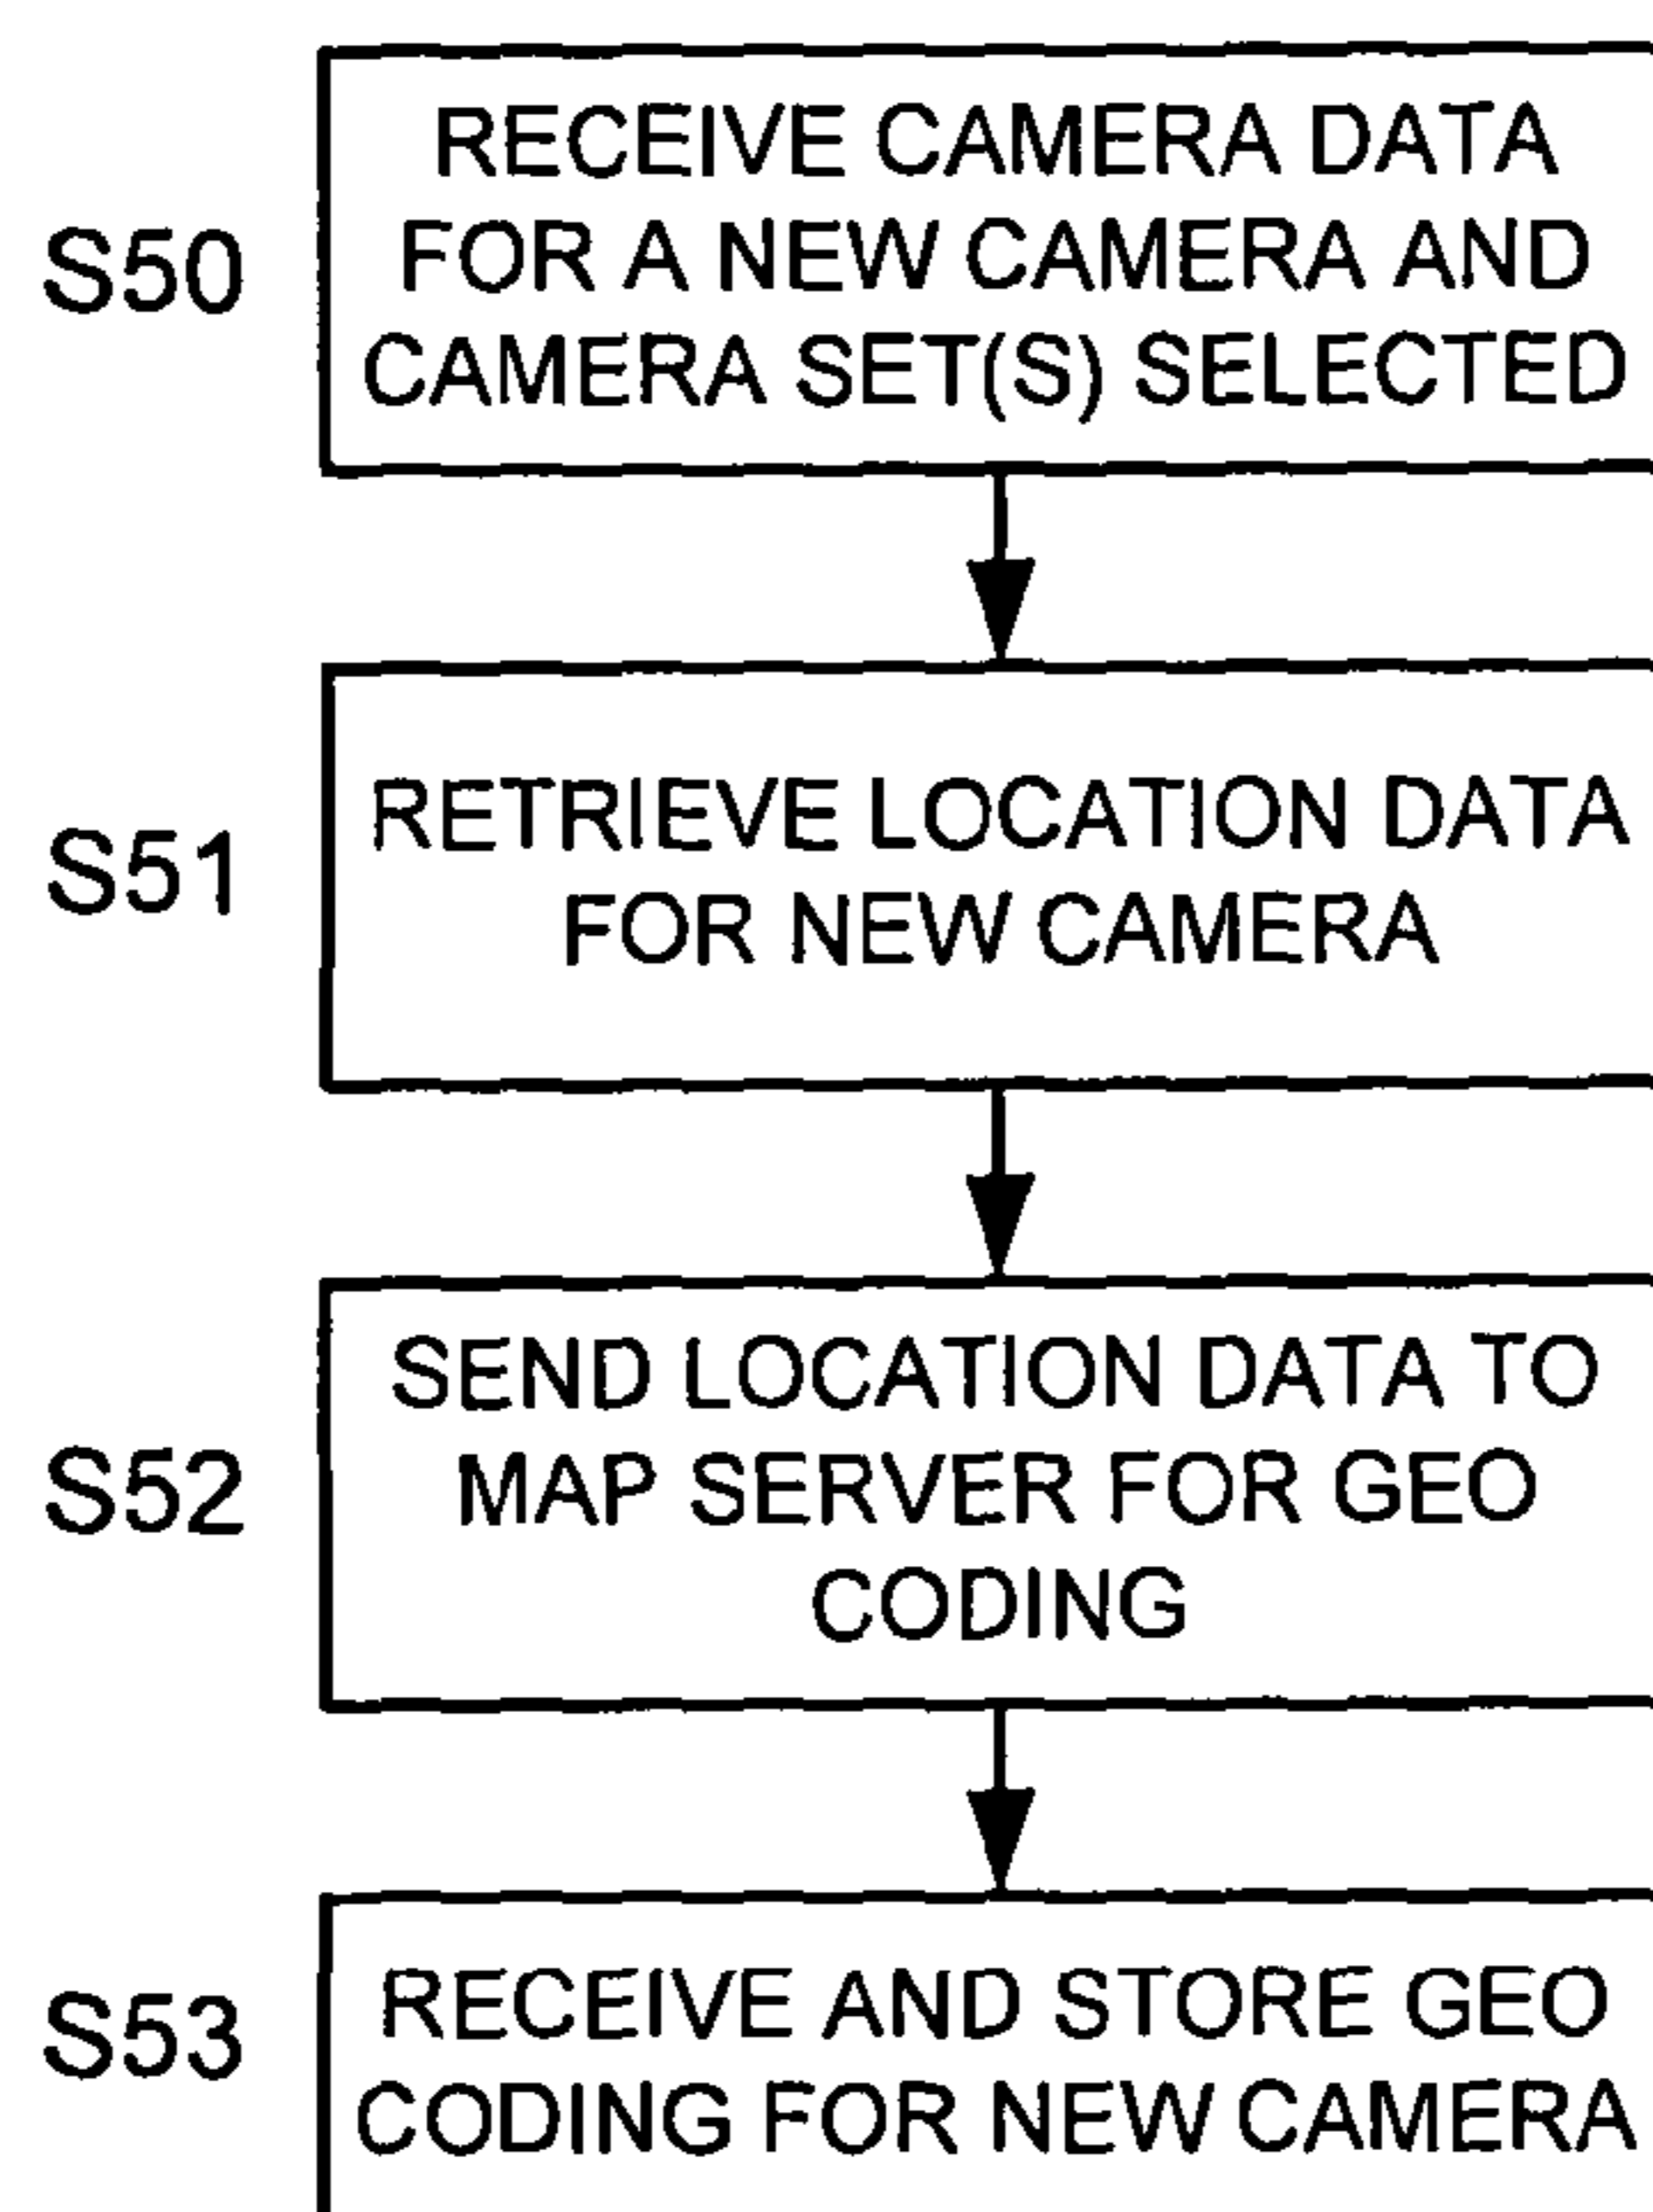 S50
RECEIVE CAMERA DATA
FOR A NEW CAMERA AND
CAMERA SET(S) SELECTED
S51
RETRIEVE LOCATION DATA
FOR NEW CAMERA
S52
SEND LOCATION DATA TO
MAP SERVER FOR GEO
CODING
S53
RECEIVE AND STORE GEO
CODING FOR NEW CAMERA